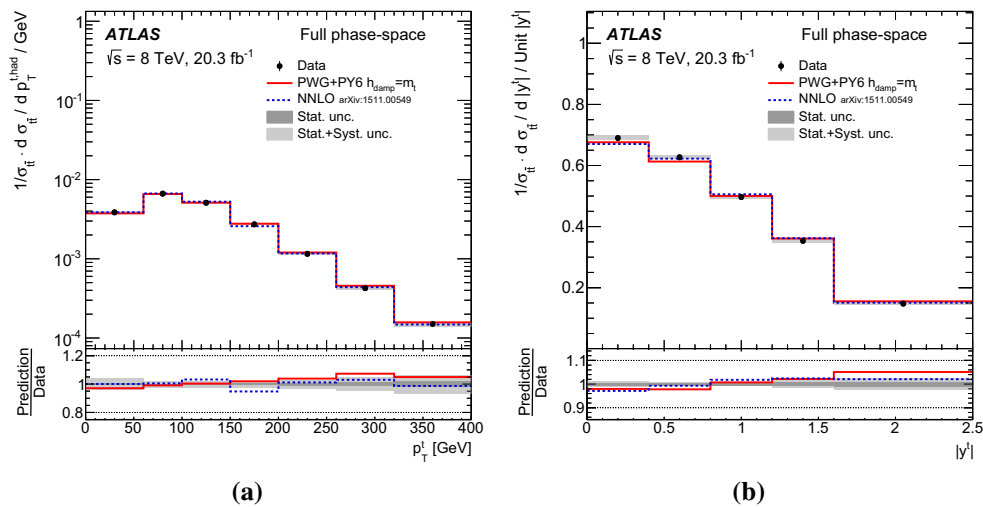 ATLAS Full phase-space
√s = 8 TeV, 20.3 fb⁻¹
Data
PWG+PY6 h_damp=m_t
NNLO arXiv:1511.00549
Stat. unc.
Stat.+Syst. unc.
1/σ_tt̄ · d σ_tt̄ / d p_T^t,had / GeV
1
10⁻¹
10⁻²
10⁻³
10⁻⁴
Prediction
Data
1.2
1
0.8
0 50 100 150 200 250 300 350 400
p_T^t [GeV]
(a)
ATLAS Full phase-space
√s = 8 TeV, 20.3 fb⁻¹
Data
PWG+PY6 h_damp=m_t
NNLO arXiv:1511.00549
Stat. unc.
Stat.+Syst. unc.
1/σ_tt̄ · d σ_tt̄ / d |y^t| / Unit |y^t|
1
0.8
0.6
0.4
0.2
Prediction
Data
1.1
1
0.9
0 0.5 1 1.5 2 2.5
|y^t|
(b)